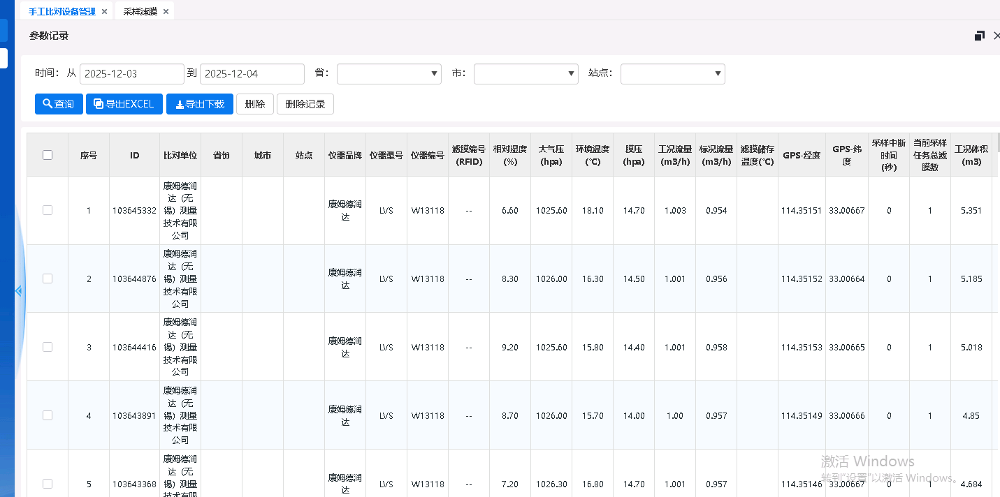 手工比对设备管理 × 采样滤膜 ×
参数记录
时间： 从 2025-12-03 到 2025-12-04 省： 市： 站点：
查询 导出EXCEL 导出下载 删除 删除记录
序号 ID 比对单位 省份 城市 站点 仪器品牌 仪器型号 仪器编号 滤膜编号(RFID) 相对湿度(%) 大气压(hpa) 环境温度(℃) 膜压(hpa) 工况流量(m3/h) 标况流量(m3/h) 滤膜储存温度(℃) GPS-经度 GPS-纬度 采样中断时间(秒) 当前采样任务总滤膜数 工况体积(m3)
1 103645332 康姆德润达（无锡）测量技术有限公司 康姆德润达 LVS W13118 -- 6.60 1025.60 18.10 14.70 1.003 0.954 114.35151 33.00667 0 1 5.351
2 103644876 康姆德润达（无锡）测量技术有限公司 康姆德润达 LVS W13118 -- 8.30 1026.00 16.30 14.50 1.001 0.956 114.35152 33.00664 0 1 5.185
3 103644416 康姆德润达（无锡）测量技术有限公司 康姆德润达 LVS W13118 -- 9.20 1025.60 15.80 14.40 1.001 0.958 114.35153 33.00665 0 1 5.018
4 103643891 康姆德润达（无锡）测量技术有限公司 康姆德润达 LVS W13118 -- 8.70 1026.00 15.70 14.00 1.00 0.957 114.35149 33.00666 0 1 4.85
5 103643368 康姆德润达（无锡）测量技术有限 康姆德润达 LVS W13118 -- 7.20 1026.30 16.80 14.70 1.001 0.957 114.35146 33.00667 0 1 4.684
激活 Windows
转到"设置"以激活 Windows。